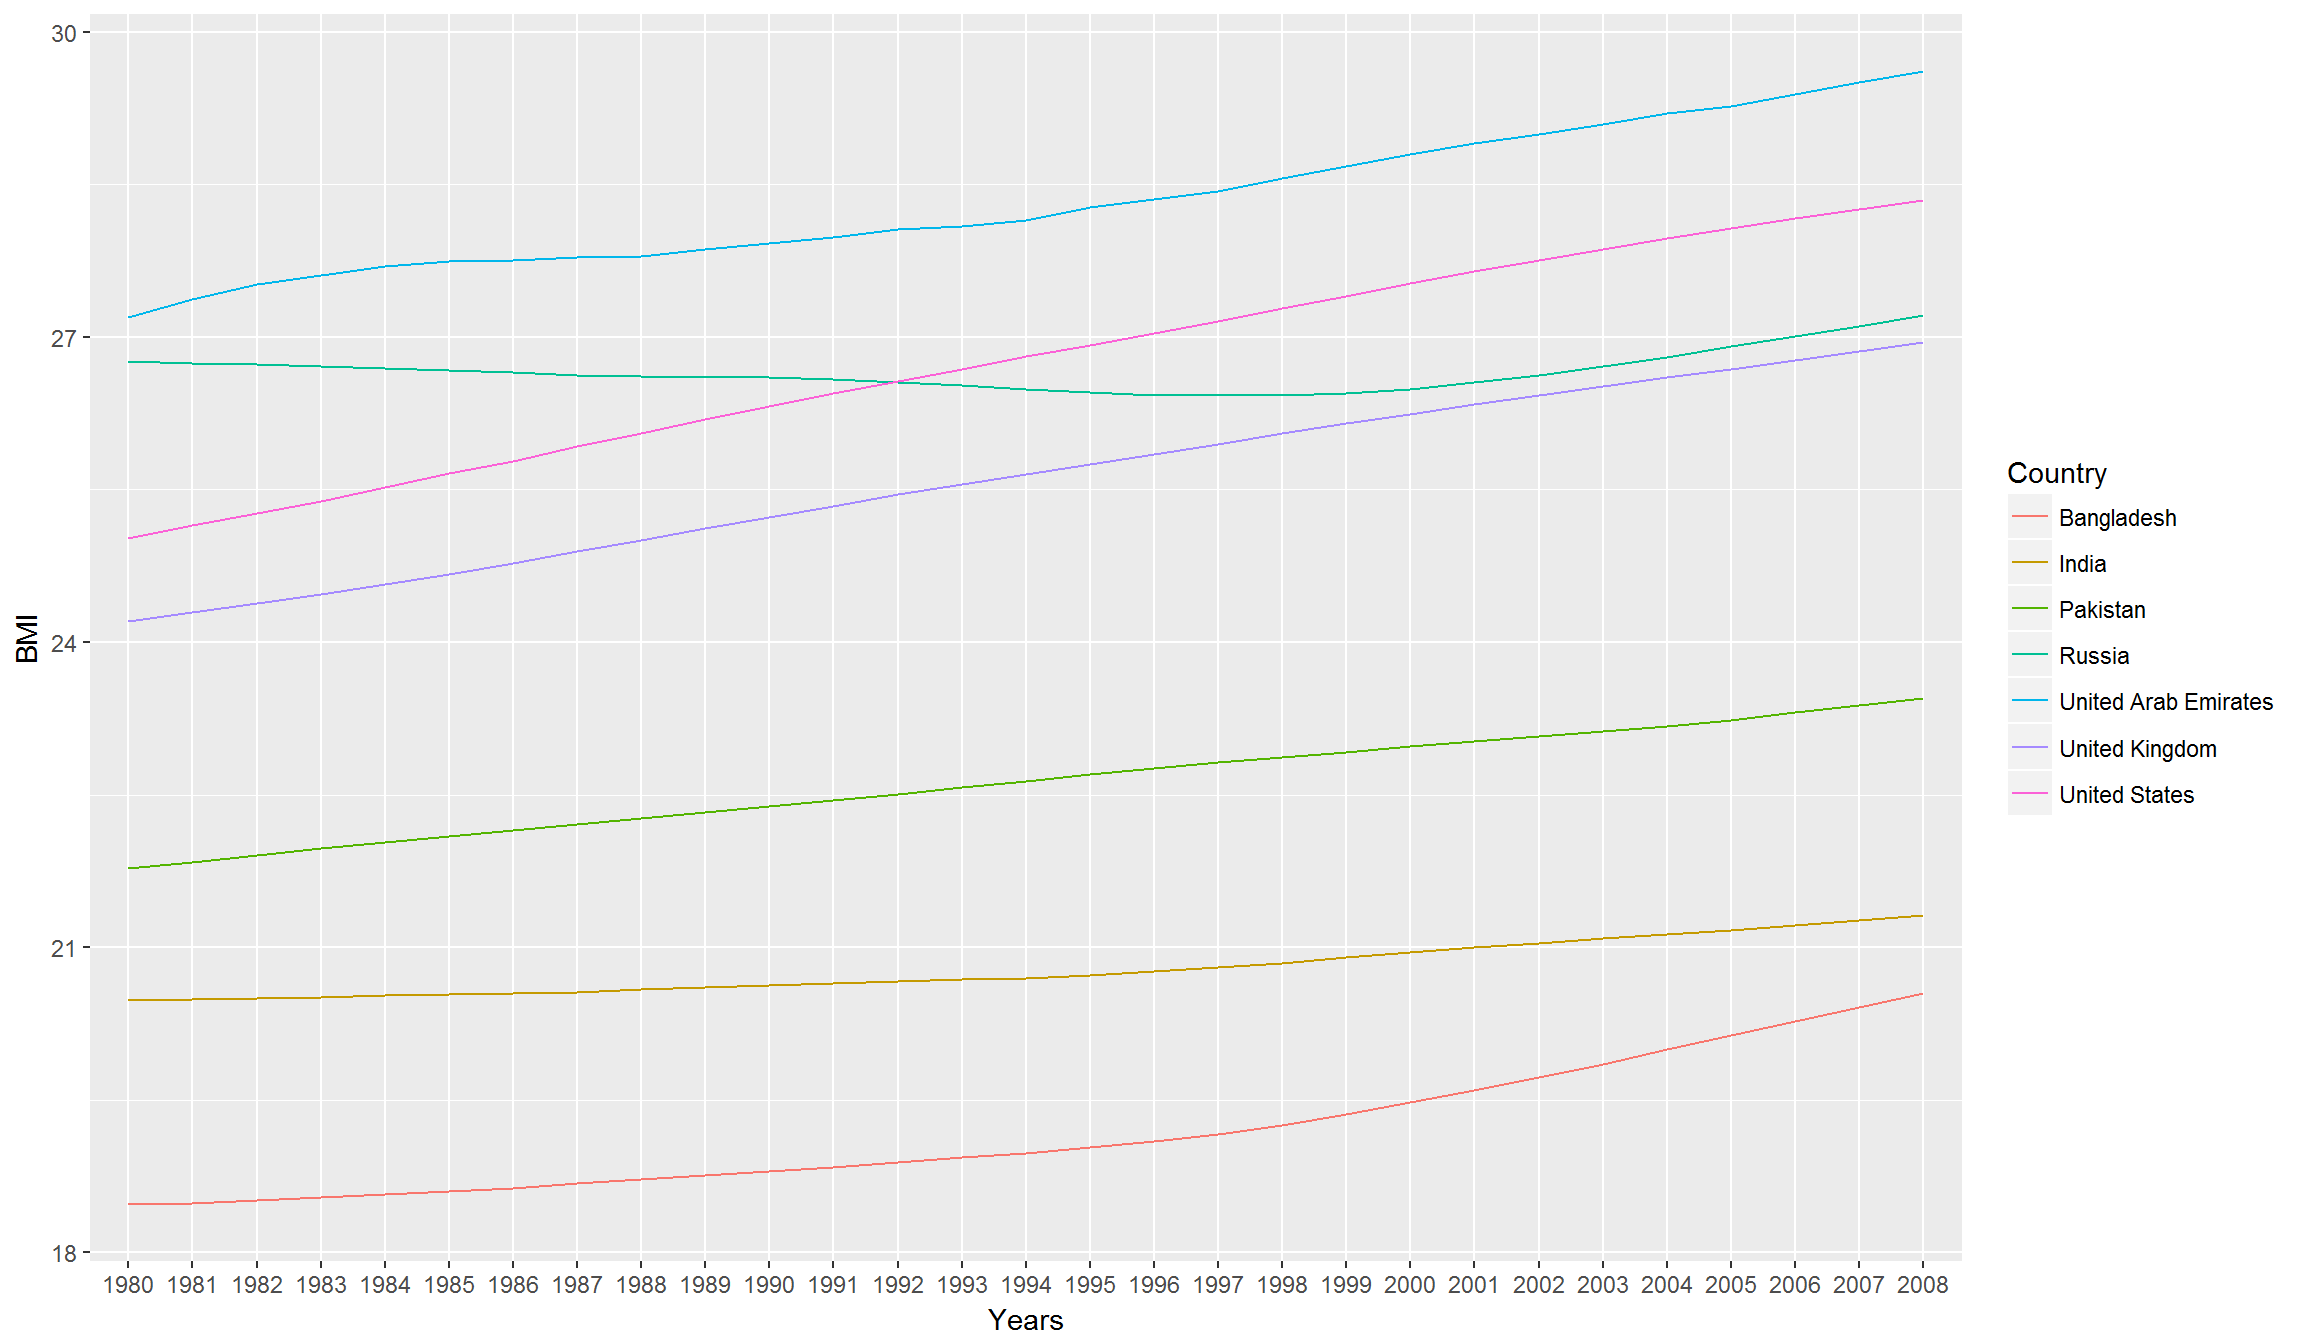 30
27
24
21
18
BMI
1980 1981 1982 1983 1984 1985 1986 1987 1988 1989 1990 1991 1992 1993 1994 1995 1996 1997 1998 1999 2000 2001 2002 2003 2004 2005 2006 2007 2008
Years
Country
Bangladesh
India
Pakistan
Russia
United Arab Emirates
United Kingdom
United States